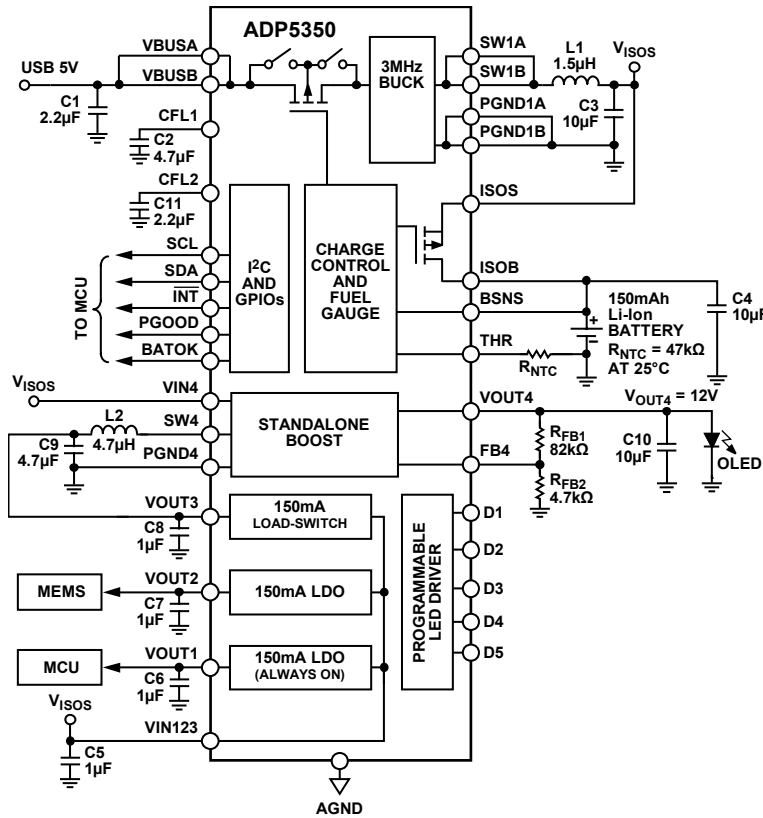 ADP5350
USB 5V
VBUSA
VBUSB
C1
2.2µF
CFL1
C2
4.7µF
CFL2
C11
2.2µF
3MHz
BUCK
SW1A
SW1B
L1
1.5µH
VISOS
PGND1A
PGND1B
C3
10µF
TO MCU
SCL
SDA
INT
PGOOD
BATOK
I2C
AND
GPIOs
CHARGE
CONTROL
AND
FUEL
GAUGE
ISOS
ISOB
BSNS
THR
RNTC
150mAh
Li-Ion
BATTERY
RNTC = 47kΩ
AT 25°C
+
–
C4
10µF
VISOS
VIN4
SW4
L2
4.7µH
C9
4.7µF
PGND4
STANDALONE
BOOST
VOUT4
VOUT4 = 12V
RFB1
82kΩ
FB4
RFB2
4.7kΩ
C10
10µF
OLED
VOUT3
C8
1µF
150mA
LOAD-SWITCH
MEMS
VOUT2
C7
1µF
150mA LDO
MCU
VOUT1
C6
1µF
150mA LDO
(ALWAYS ON)
VISOS
VIN123
C5
1µF
PROGRAMMABLE
LED DRIVER
D1
D2
D3
D4
D5
AGND